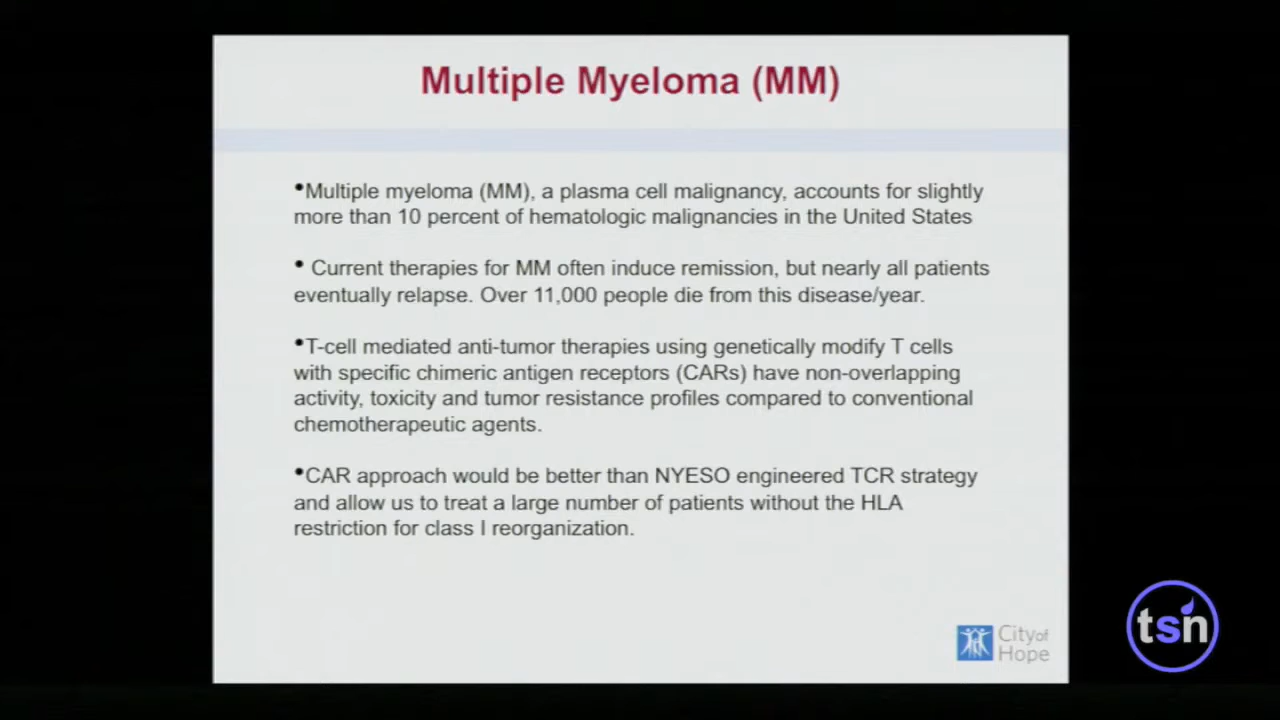 Multiple Myeloma (MM)
•Multiple myeloma (MM), a plasma cell malignancy, accounts for slightly
more than 10 percent of hematologic malignancies in the United States
• Current therapies for MM often induce remission, but nearly all patients
eventually relapse. Over 11,000 people die from this disease/year.
•T-cell mediated anti-tumor therapies using genetically modify T cells
with specific chimeric antigen receptors (CARs) have non-overlapping
activity, toxicity and tumor resistance profiles compared to conventional
chemotherapeutic agents.
•CAR approach would be better than NYESO engineered TCR strategy
and allow us to treat a large number of patients without the HLA
restriction for class I reorganization.
City of
Hope
tsn